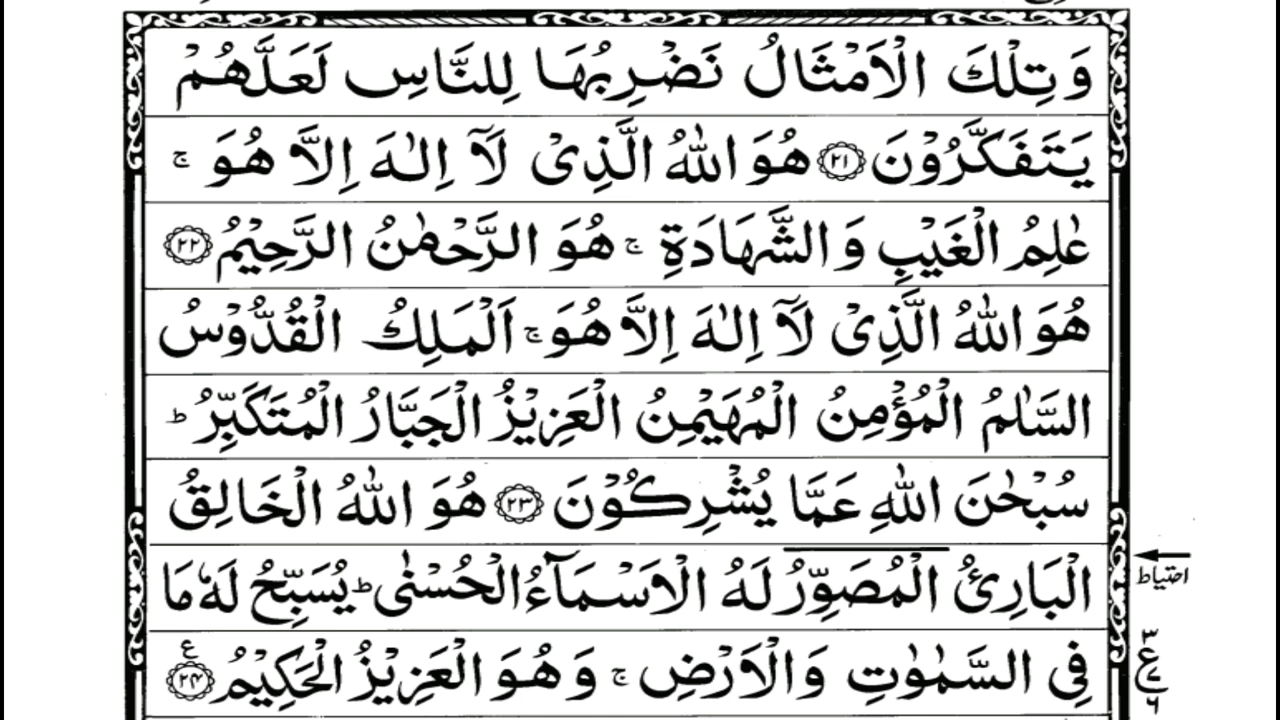 وَتِلْكَ الْاَمْثَالُ نَضْرِبُهَا لِلنَّاسِ لَعَلَّهُمْ
يَتَفَكَّرُوْنَ ۝٢١ هُوَ اللّٰهُ الَّذِىْ لَآ اِلٰهَ اِلَّا هُوَ ۚ
عٰلِمُ الْغَيْبِ وَالشَّهَادَةِ ۚ هُوَ الرَّحْمٰنُ الرَّحِيْمُ ۝٢٢
هُوَ اللّٰهُ الَّذِىْ لَآ اِلٰهَ اِلَّا هُوَ ۚ اَلْمَلِكُ الْقُدُّوْسُ
السَّلٰمُ الْمُؤْمِنُ الْمُهَيْمِنُ الْعَزِيْزُ الْجَبَّارُ الْمُتَكَبِّرُ ؕ
سُبْحٰنَ اللّٰهِ عَمَّا يُشْرِكُوْنَ ۝٢٣ هُوَ اللّٰهُ الْخَالِقُ
الْبَارِئُ الْمُصَوِّرُ لَهُ الْاَسْمَآءُ الْحُسْنٰى ؕ يُسَبِّحُ لَهٗ مَا
احتیاط
فِى السَّمٰوٰتِ وَالْاَرْضِ ۚ وَهُوَ الْعَزِيْزُ الْحَكِيْمُ ۝٢٤ ع
٣
ع
٦